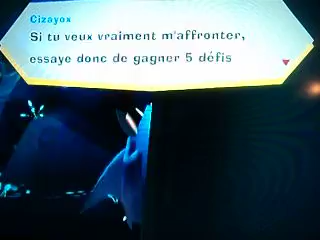 Cizayox
Si tu veux vraiment m'affronter,
essaye donc de gagner 5 défis